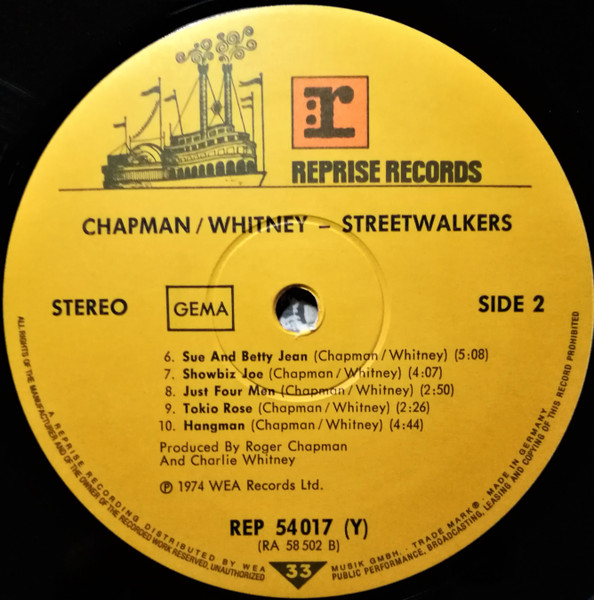 r
REPRISE RECORDS
CHAPMAN / WHITNEY – STREETWALKERS
STEREO
GEMA
SIDE 2
6. Sue And Betty Jean (Chapman / Whitney) (5:08)
7. Showbiz Joe (Chapman / Whitney) (4:07)
8. Just Four Men (Chapman / Whitney) (2:50)
9. Tokio Rose (Chapman / Whitney) (2:26)
10. Hangman (Chapman / Whitney) (4:44)
Produced By Roger Chapman
And Charlie Whitney
℗ 1974 WEA Records Ltd.
REP 54 017 (Y)
(RA 58 502 B)
33
A REPRISE RECORDING DISTRIBUTED BY WEA MUSIK GMBH., TRADE MARK ®. MADE IN GERMANY
ALL RIGHTS OF THE MANUFACTURER AND OF THE OWNER OF THE RECORDED WORK RESERVED, UNAUTHORIZED PUBLIC PERFORMANCE, BROADCASTING, LEASING AND COPYING OF THIS RECORD PROHIBITED